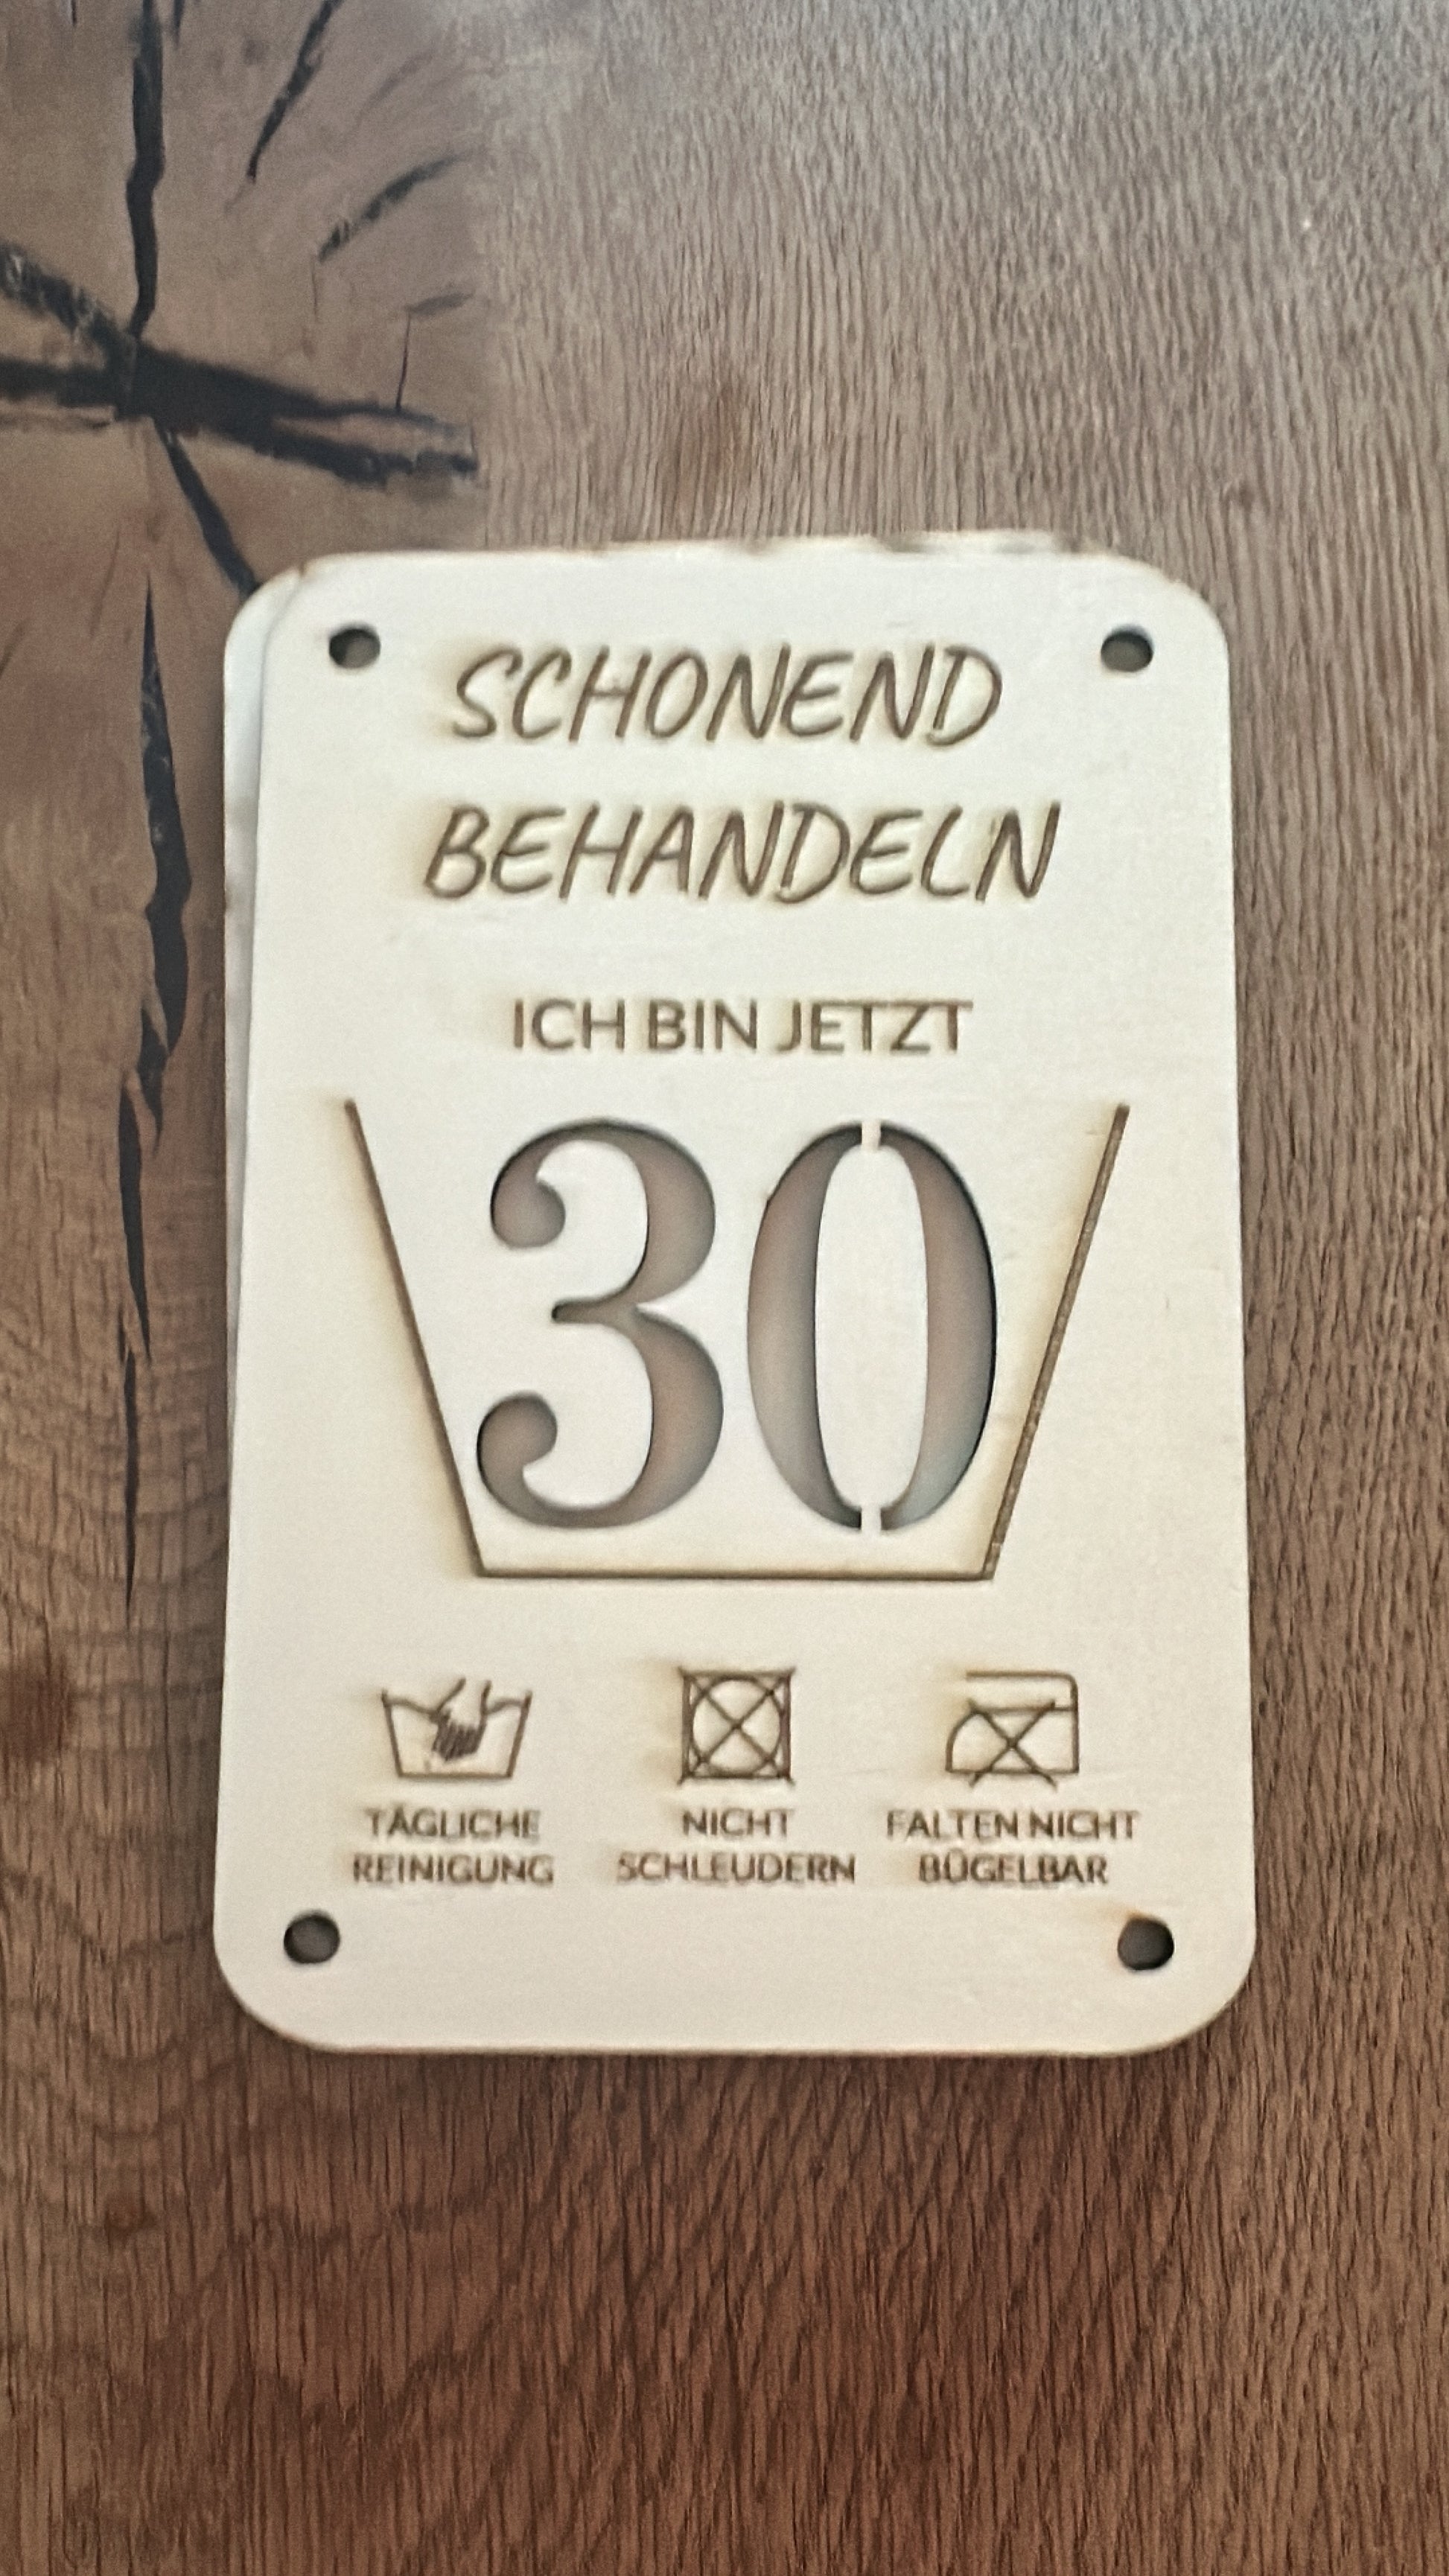 SCHONEND
BEHANDELN
ICH BIN JETZT
30
TÄGLICHE
REINIGUNG
NICHT
SCHLEUDERN
FALTEN NICHT
BÜGELBAR